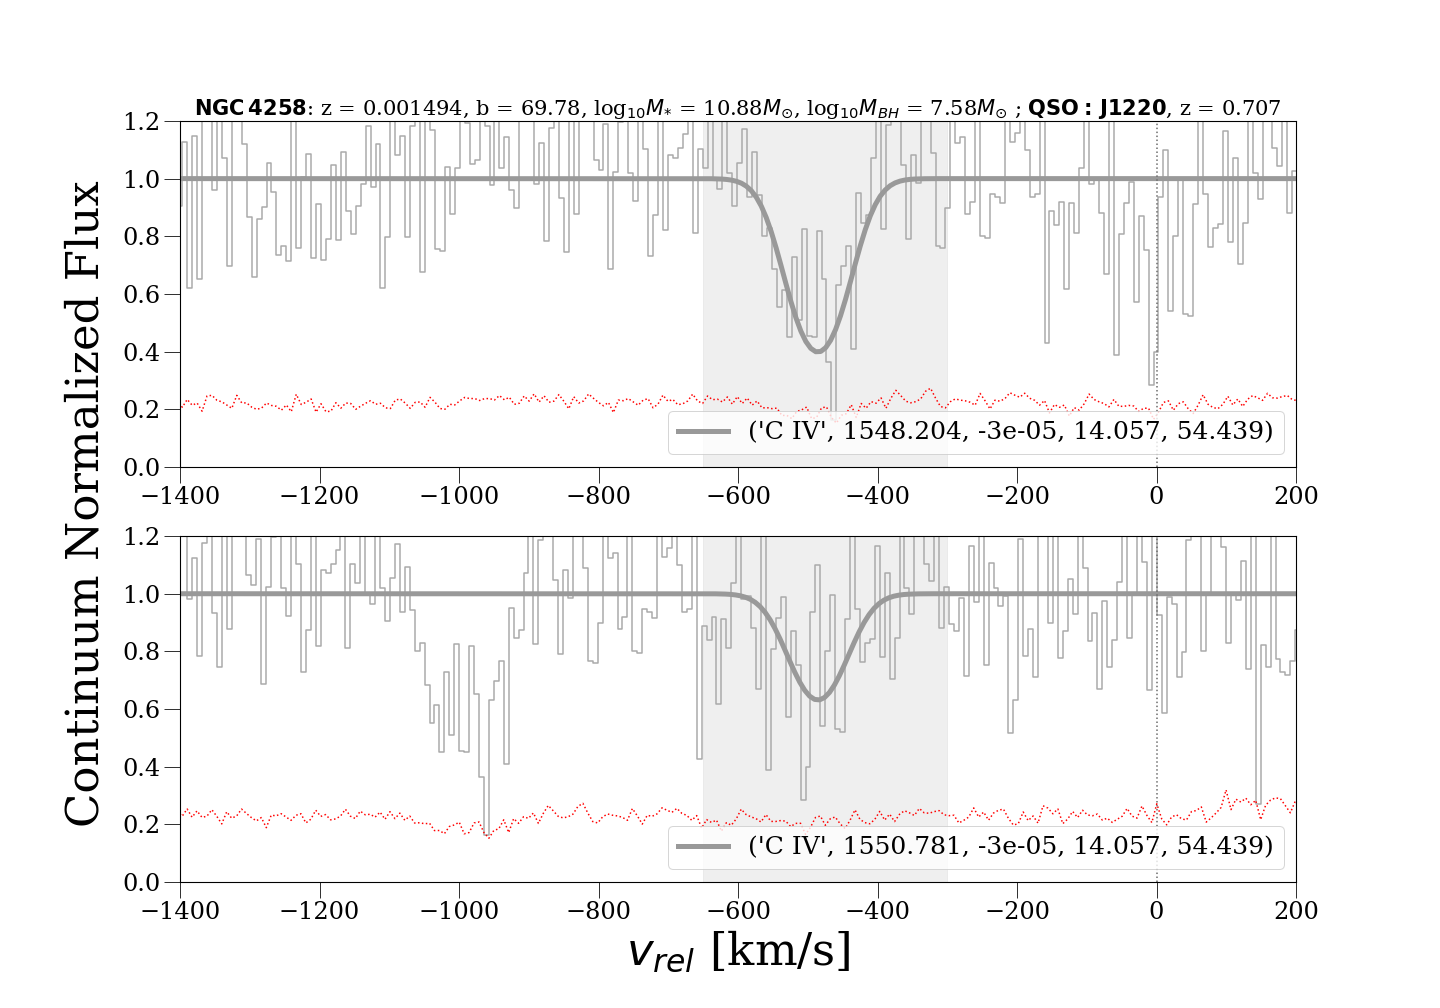 NGC 4258: z = 0.001494, b = 69.78, log₁₀M* = 10.88M⊙, log₁₀M_BH = 7.58M⊙ ; QSO : J1220, z = 0.707
Continuum Normalized Flux
1.2
1.0
0.8
0.6
0.4
0.2
0.0
('C IV', 1548.204, -3e-05, 14.057, 54.439)
−1400 −1200 −1000 −800 −600 −400 −200 0 200
1.2
1.0
0.8
0.6
0.4
0.2
0.0
('C IV', 1550.781, -3e-05, 14.057, 54.439)
−1400 −1200 −1000 −800 −600 −400 −200 0 200
v_rel [km/s]